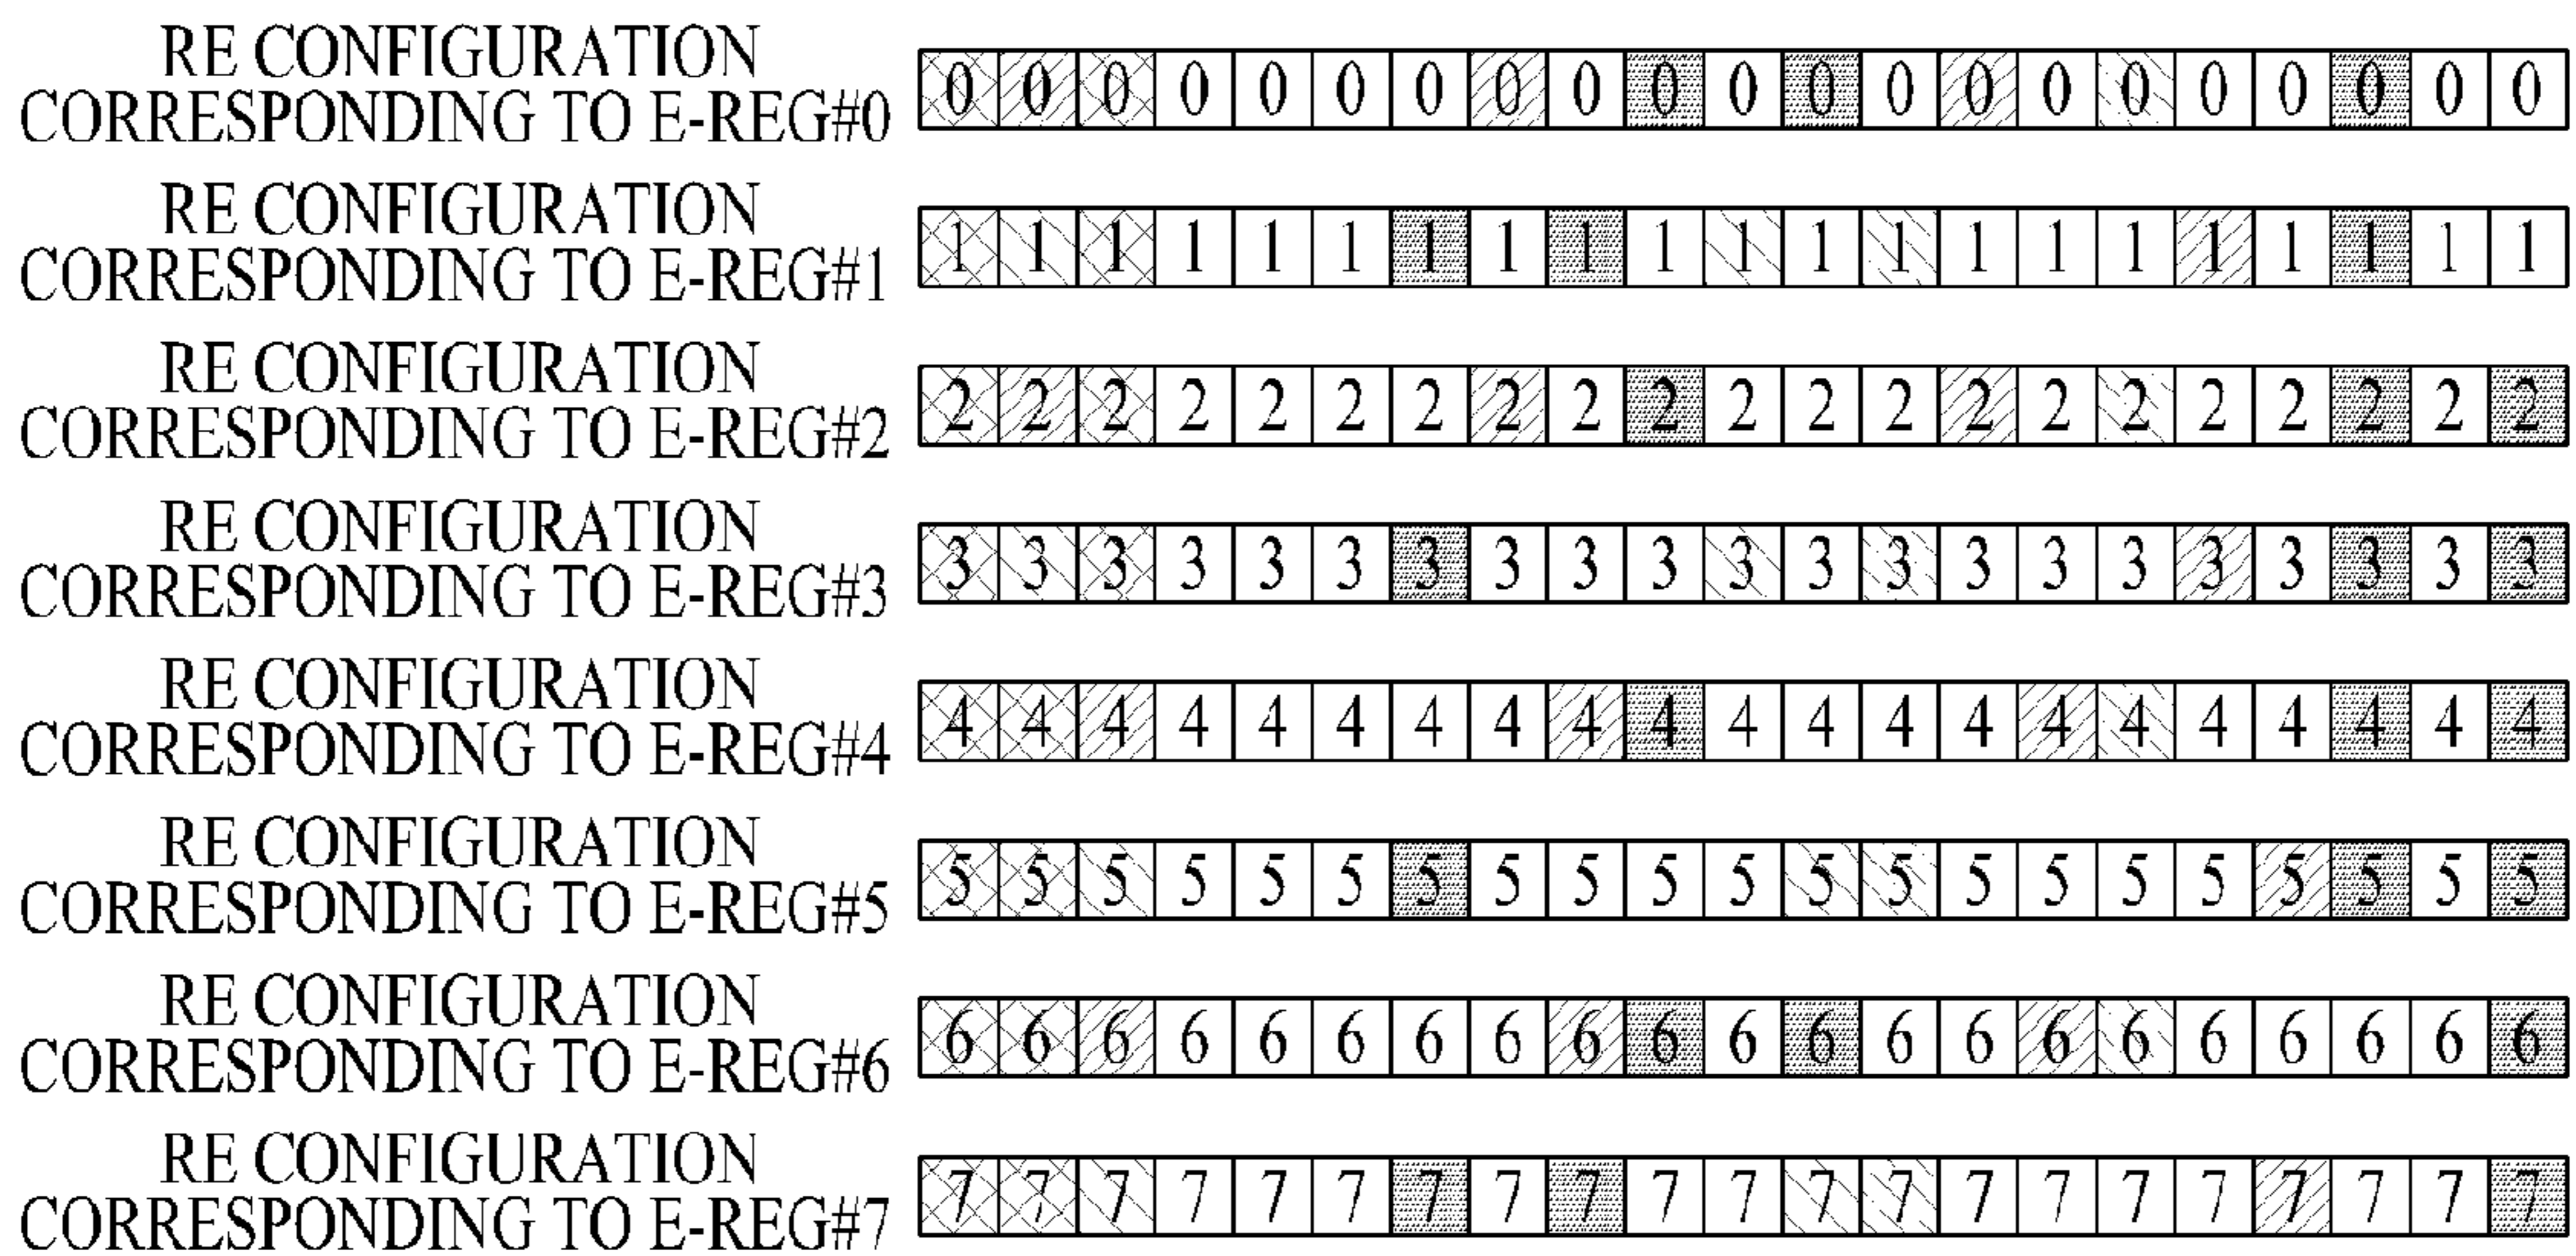 RE CONFIGURATION
CORRESPONDING TO E-REG#0 0 0 0 0 0 0 0 0 0 0 0 0 0 0 0 0 0 0 0 0 0
RE CONFIGURATION
CORRESPONDING TO E-REG#1 1 1 1 1 1 1 1 1 1 1 1 1 1 1 1 1 1 1 1 1 1
RE CONFIGURATION
CORRESPONDING TO E-REG#2 2 2 2 2 2 2 2 2 2 2 2 2 2 2 2 2 2 2 2 2 2
RE CONFIGURATION
CORRESPONDING TO E-REG#3 3 3 3 3 3 3 3 3 3 3 3 3 3 3 3 3 3 3 3 3 3
RE CONFIGURATION
CORRESPONDING TO E-REG#4 4 4 4 4 4 4 4 4 4 4 4 4 4 4 4 4 4 4 4 4 4
RE CONFIGURATION
CORRESPONDING TO E-REG#5 5 5 5 5 5 5 5 5 5 5 5 5 5 5 5 5 5 5 5 5 5
RE CONFIGURATION
CORRESPONDING TO E-REG#6 6 6 6 6 6 6 6 6 6 6 6 6 6 6 6 6 6 6 6 6 6
RE CONFIGURATION
CORRESPONDING TO E-REG#7 7 7 7 7 7 7 7 7 7 7 7 7 7 7 7 7 7 7 7 7 7